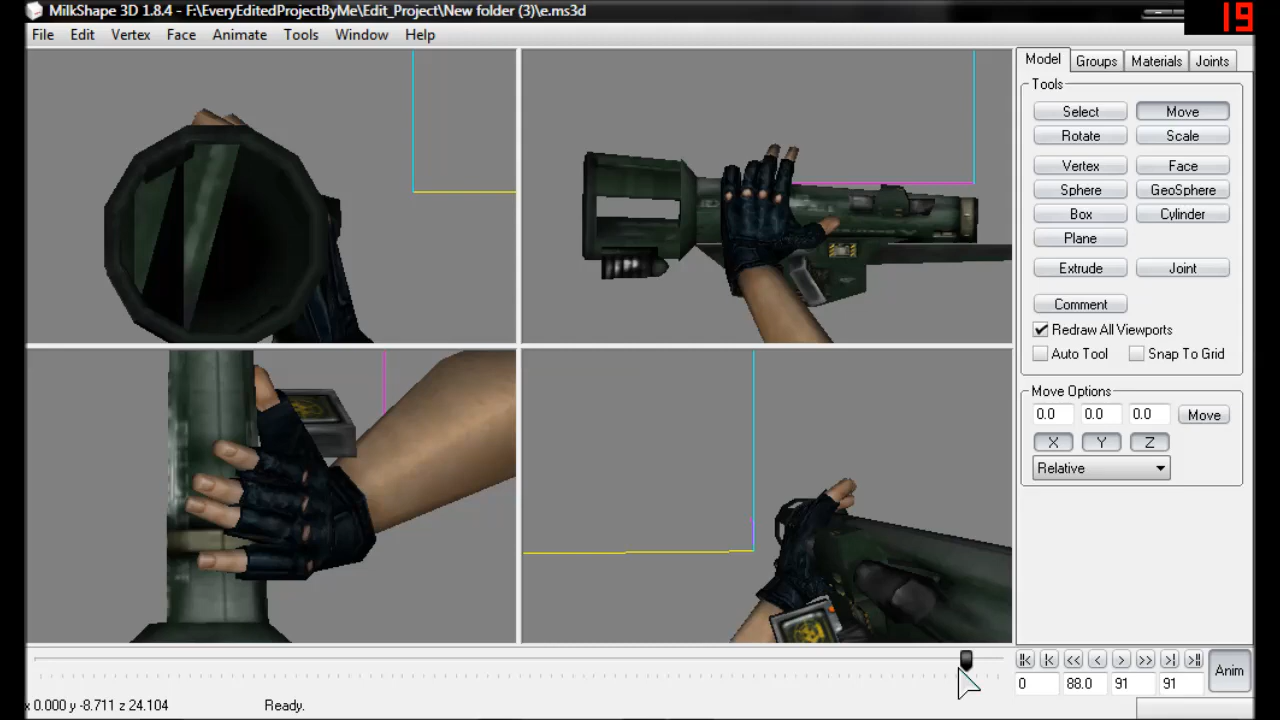 MilkShape 3D 1.8.4 - F:\EveryEditedProjectByMe\Edit_Project\New folder (3)\e.ms3d
19
File Edit Vertex Face Animate Tools Window Help
Model Groups Materials Joints
Tools
Select Move
Rotate Scale
Vertex Face
Sphere GeoSphere
Box Cylinder
Plane
Extrude Joint
Comment
Redraw All Viewports
Auto Tool Snap To Grid
Move Options
0.0 0.0 0.0 Move
X Y Z
Relative
0 88.0 91 91 Anim
x 0.000 y -8.711 z 24.104 Ready.